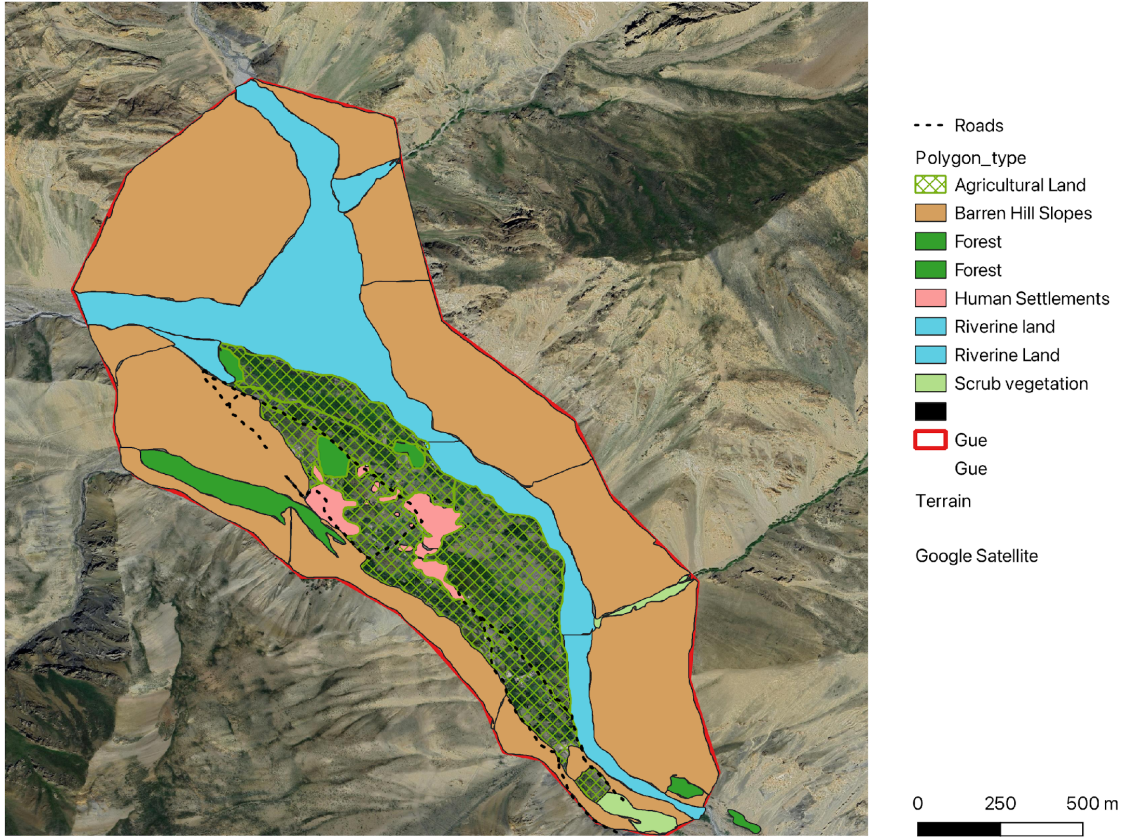 Roads
Polygon_type
Agricultural Land
Barren Hill Slopes
Forest
Forest
Human Settlements
Riverine land
Riverine Land
Scrub vegetation
Gue
Gue
Terrain
Google Satellite
0 250 500 m